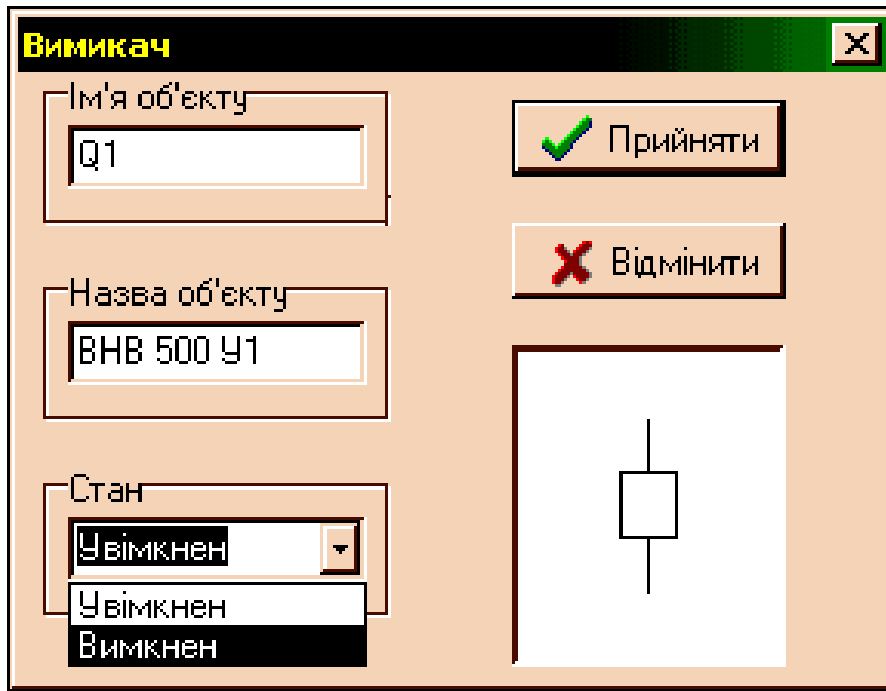 Вимикач
Ім'я об'єкту
Q1
Прийняти
Відмінити
Назва об'єкту
ВНВ 500 У1
Стан
Увімкнен
Увімкнен
Вимкнен